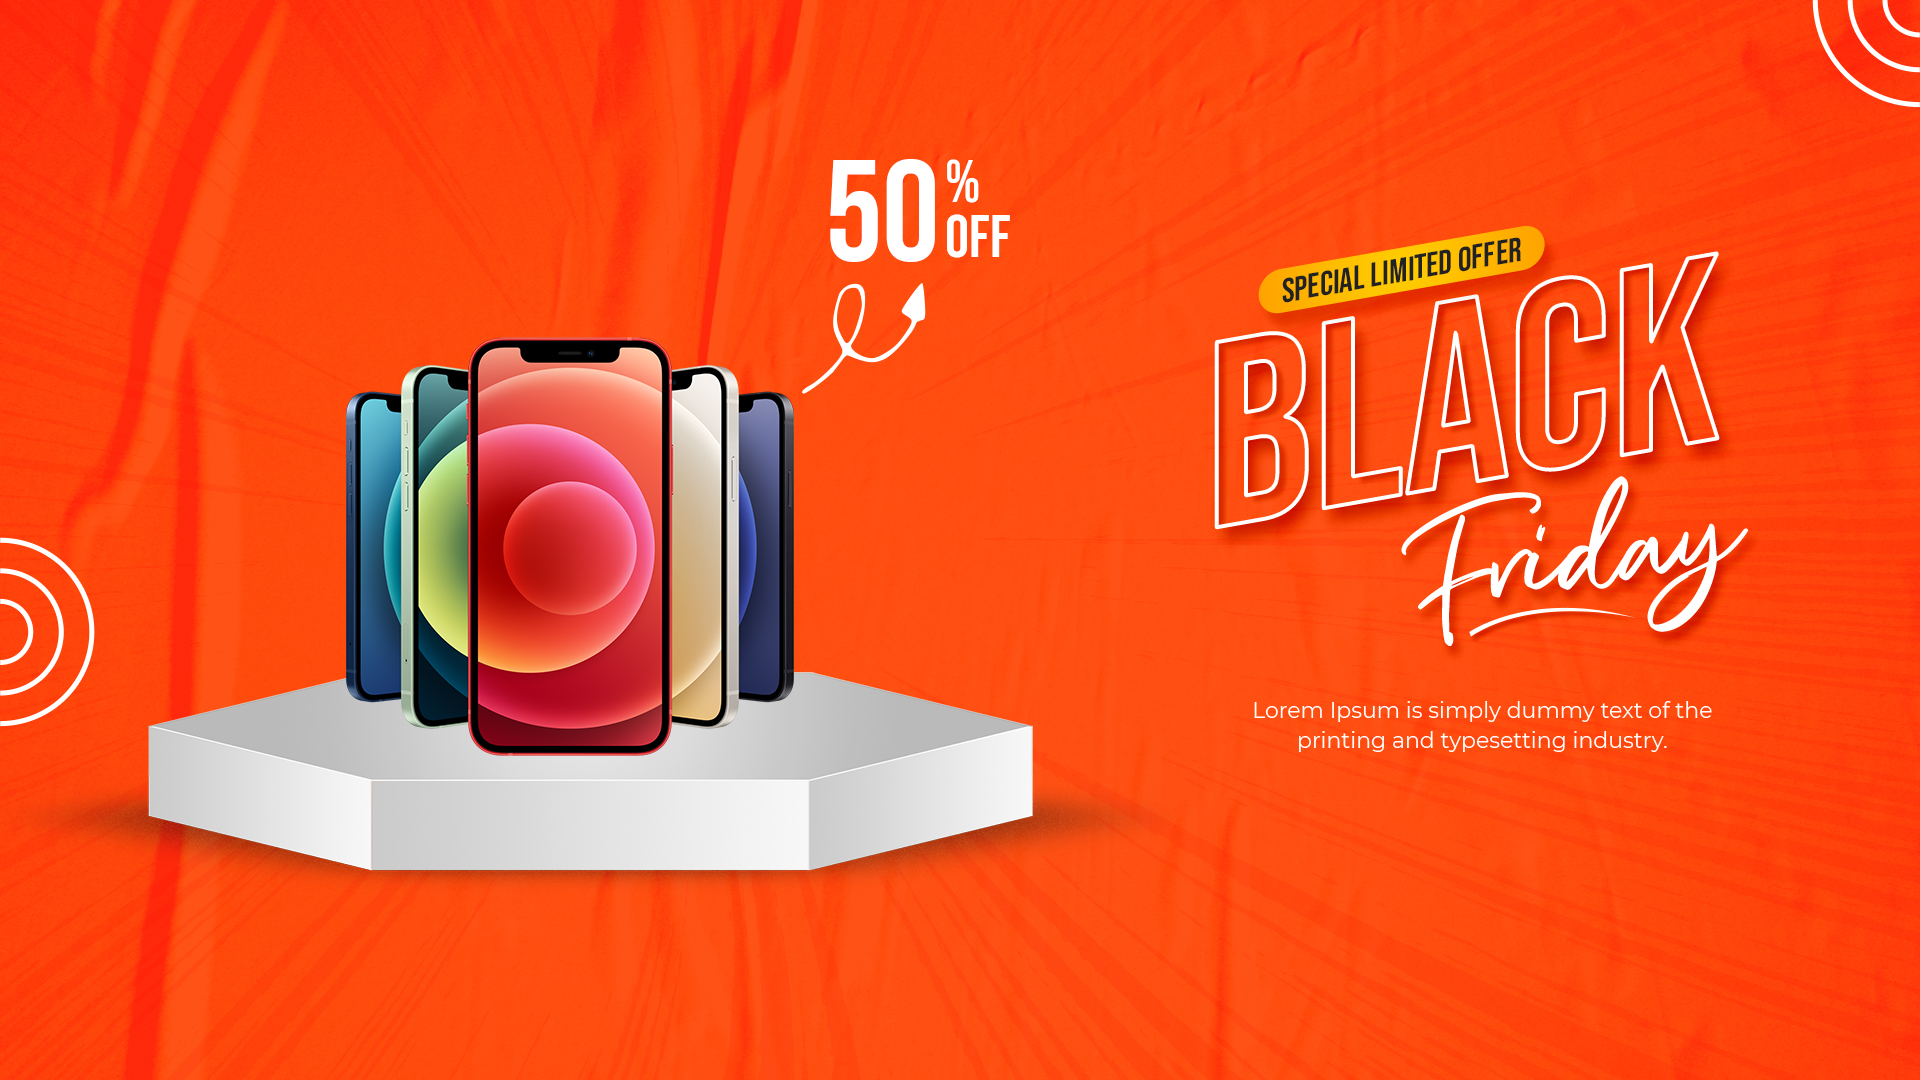 50%
OFF
SPECIAL LIMITED OFFER
BLACK
Friday
Lorem Ipsum is simply dummy text of the
printing and typesetting industry.